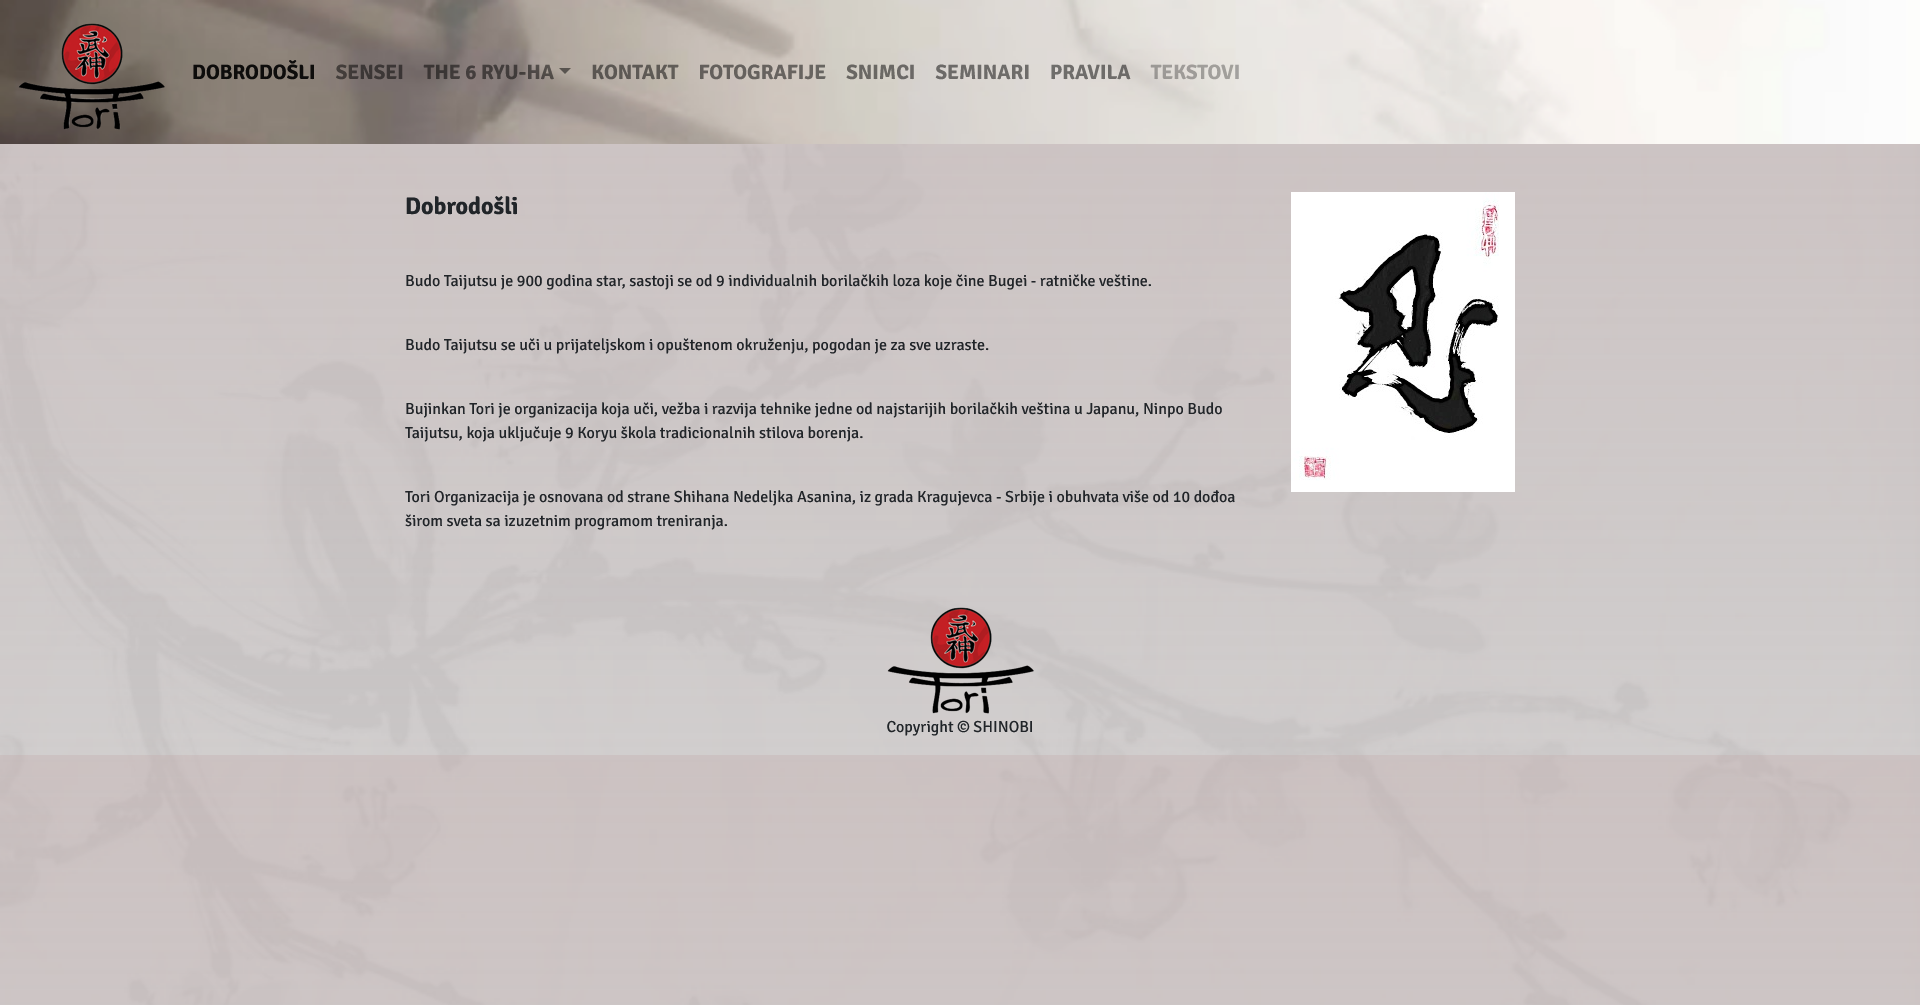 武神
Tori
DOBRODOŠLI SENSEI THE 6 RYU-HA KONTAKT FOTOGRAFIJE SNIMCI SEMINARI PRAVILA TEKSTOVI
Dobrodošli
Budo Taijutsu je 900 godina star, sastoji se od 9 individualnih borilačkih loza koje čine Bugei - ratničke veštine.
Budo Taijutsu se uči u prijateljskom i opuštenom okruženju, pogodan je za sve uzraste.
Bujinkan Tori je organizacija koja uči, vežba i razvija tehnike jedne od najstarijih borilačkih veština u Japanu, Ninpo Budo
Taijutsu, koja uključuje 9 Koryu škola tradicionalnih stilova borenja.
Tori Organizacija je osnovana od strane Shihana Nedeljka Asanina, iz grada Kragujevca - Srbije i obuhvata više od 10 dođoa
širom sveta sa izuzetnim programom treniranja.
忍
武神
Tori
Copyright © SHINOBI